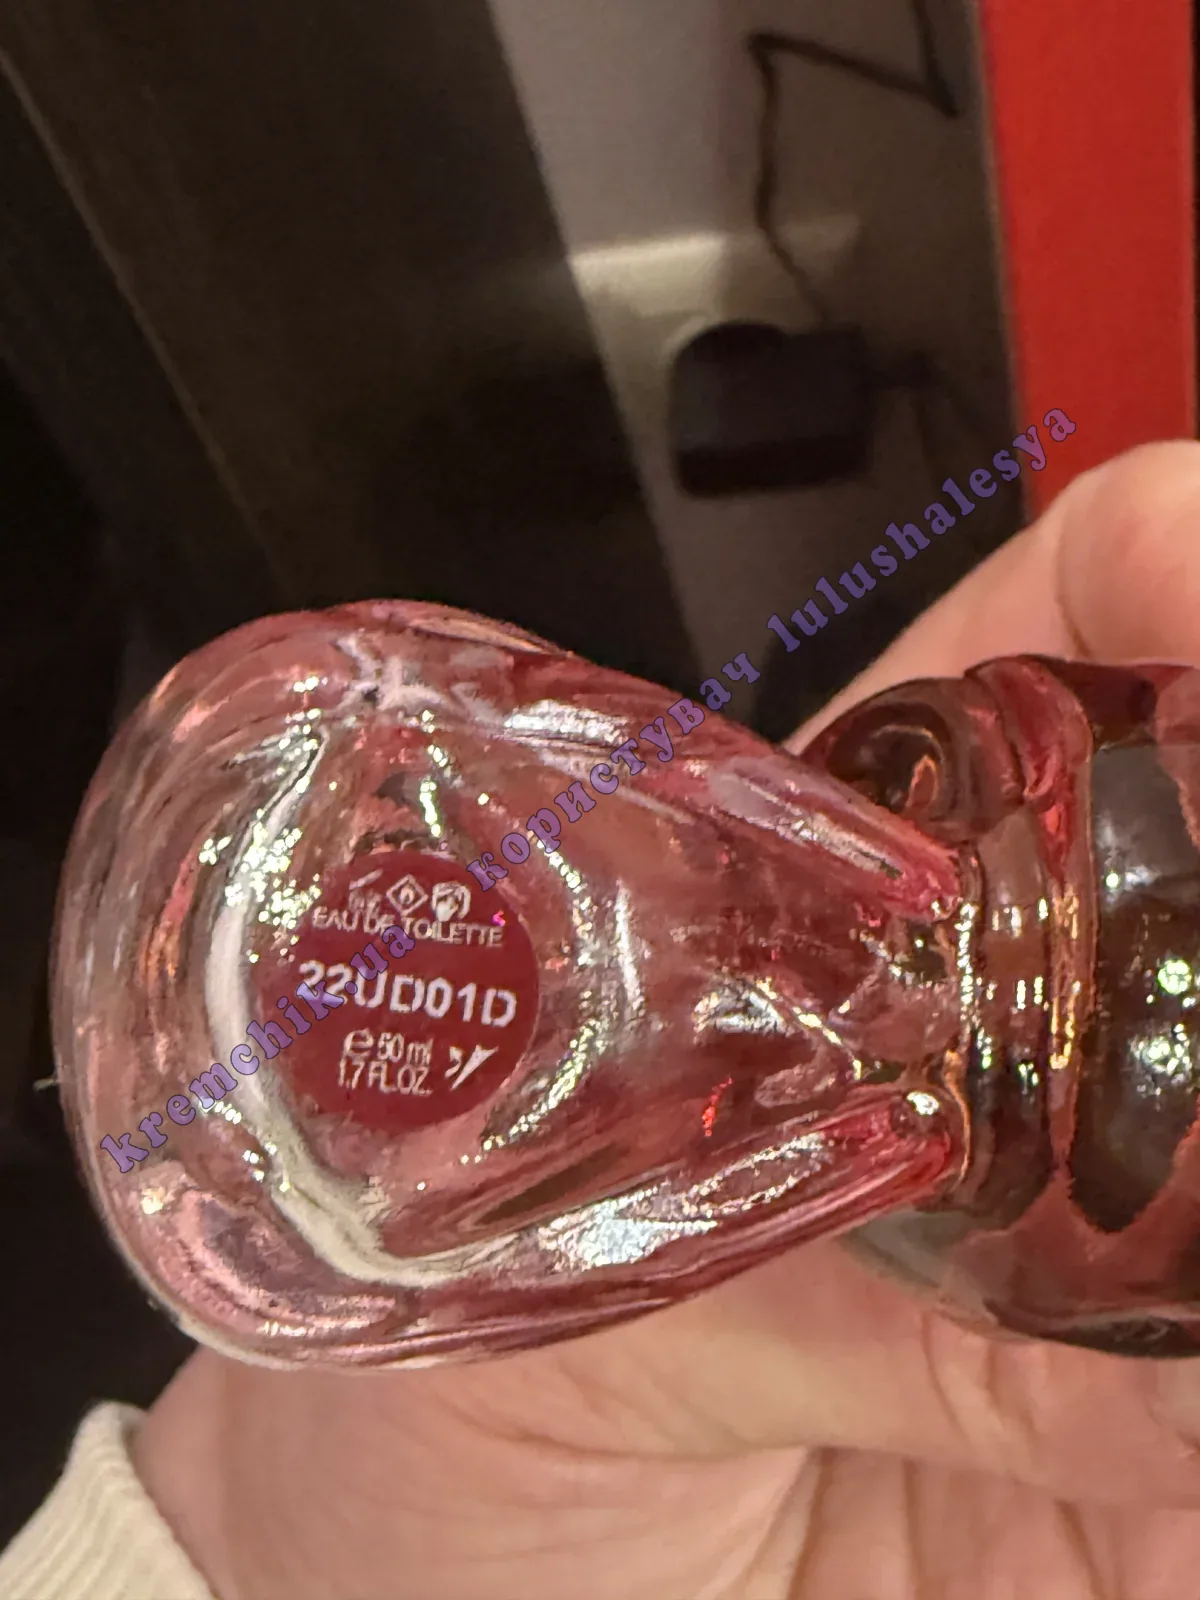 EAU DE TOILETTE
22UD01D
e 50 ml
1.7 FL.OZ.
kremchik.ua користувач lulushalesya